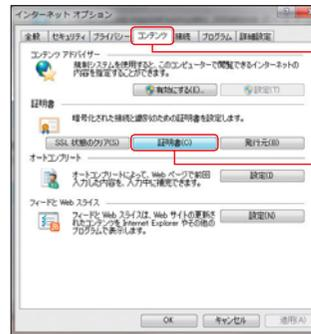 インターネット オプション
全般 セキュリティ プライバシー コンテンツ 接続 プログラム 詳細設定
コンテンツ アドバイザー
規制システムを使用すると、このコンピューターで閲覧できるインターネットの
内容を指定することができます。
有効にする(E)... 設定(T)
証明書
暗号化された接続と識別のための証明書を設定します。
SSL 状態のクリア(S) 証明書(C) 発行元(B)
オートコンプリート
オートコンプリートによって、Web ページで前回
入力した内容を、入力中に補完できます。
設定(I)
フィードと Web スライス
フィードと Web スライスは、Web サイトの更新さ
れたコンテンツを Internet Explorer やその他の
プログラムで表示します。
設定(N)
OK キャンセル 適用(A)